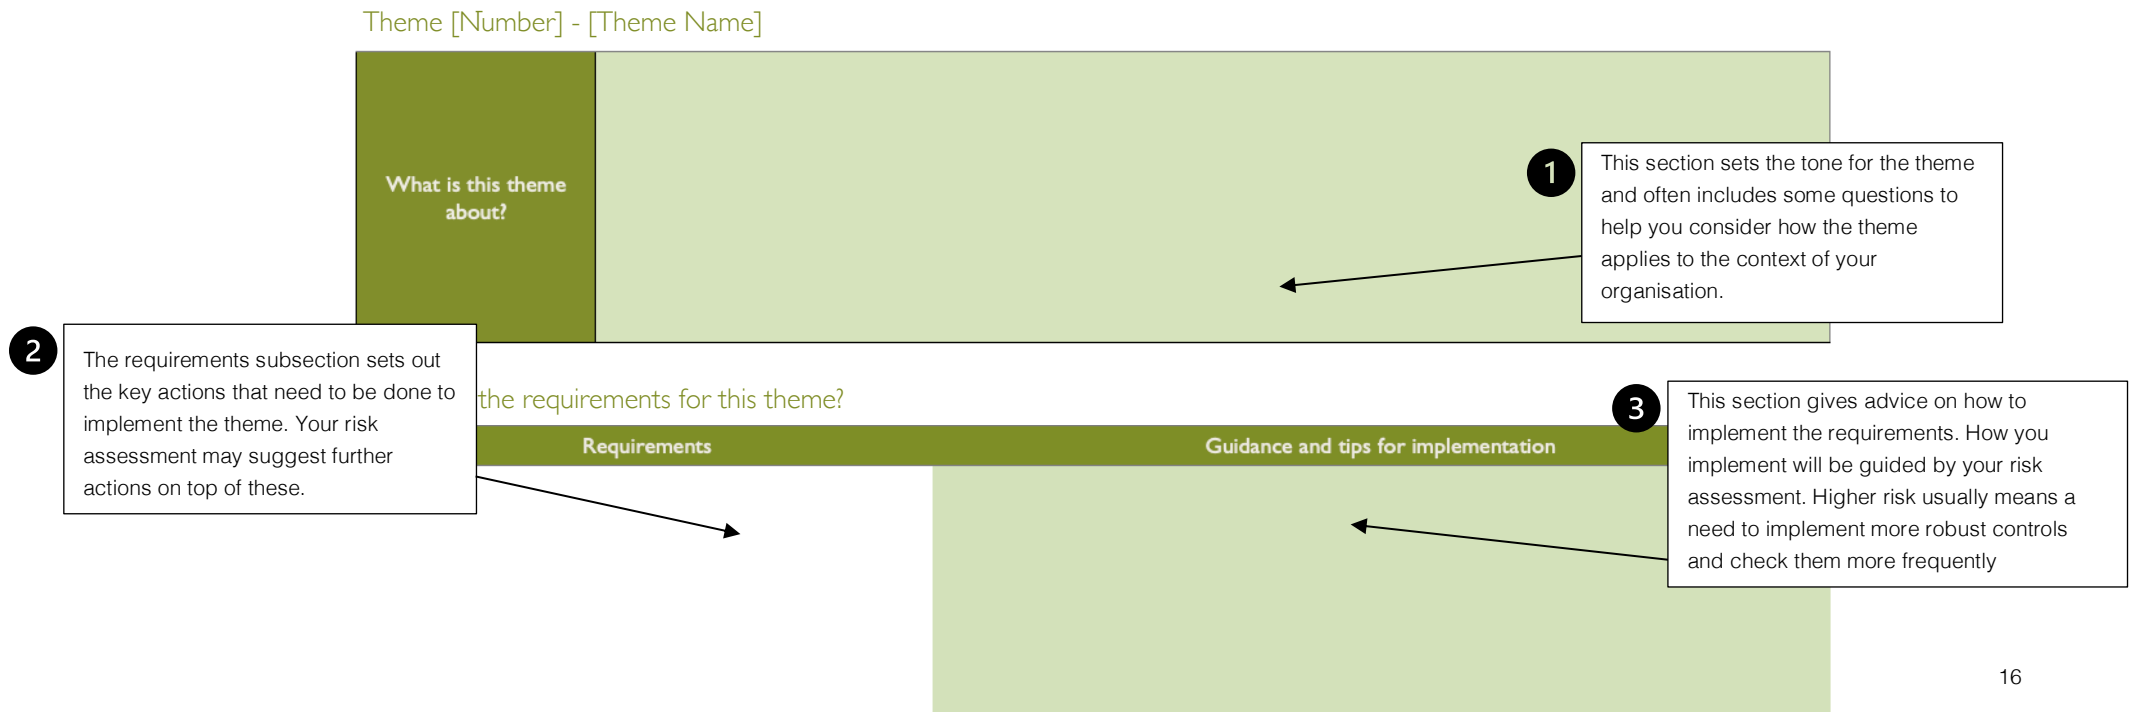 Theme [Number] - [Theme Name]
What is this theme
about?
1
This section sets the tone for the theme
and often includes some questions to
help you consider how the theme
applies to the context of your
organisation.
2
The requirements subsection sets out
the key actions that need to be done to
implement the theme. Your risk
assessment may suggest further
actions on top of these.
the requirements for this theme?
3
This section gives advice on how to
implement the requirements. How you
implement will be guided by your risk
assessment. Higher risk usually means a
need to implement more robust controls
and check them more frequently
Requirements
Guidance and tips for implementation
16